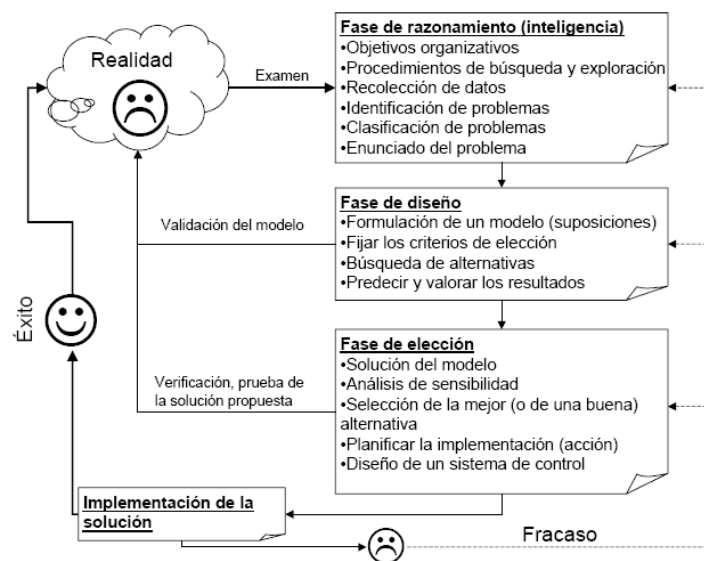 Realidad
Examen
Fase de razonamiento (inteligencia)
•Objetivos organizativos
•Procedimientos de búsqueda y exploración
•Recolección de datos
•Identificación de problemas
•Clasificación de problemas
•Enunciado del problema
Validación del modelo
Fase de diseño
•Formulación de un modelo (suposiciones)
•Fijar los criterios de elección
•Búsqueda de alternativas
•Predecir y valorar los resultados
Éxito
Verificación, prueba de
la solución propuesta
Fase de elección
•Solución del modelo
•Análisis de sensibilidad
•Selección de la mejor (o de una buena)
alternativa
•Planificar la implementación (acción)
•Diseño de un sistema de control
Implementación de la
solución
Fracaso